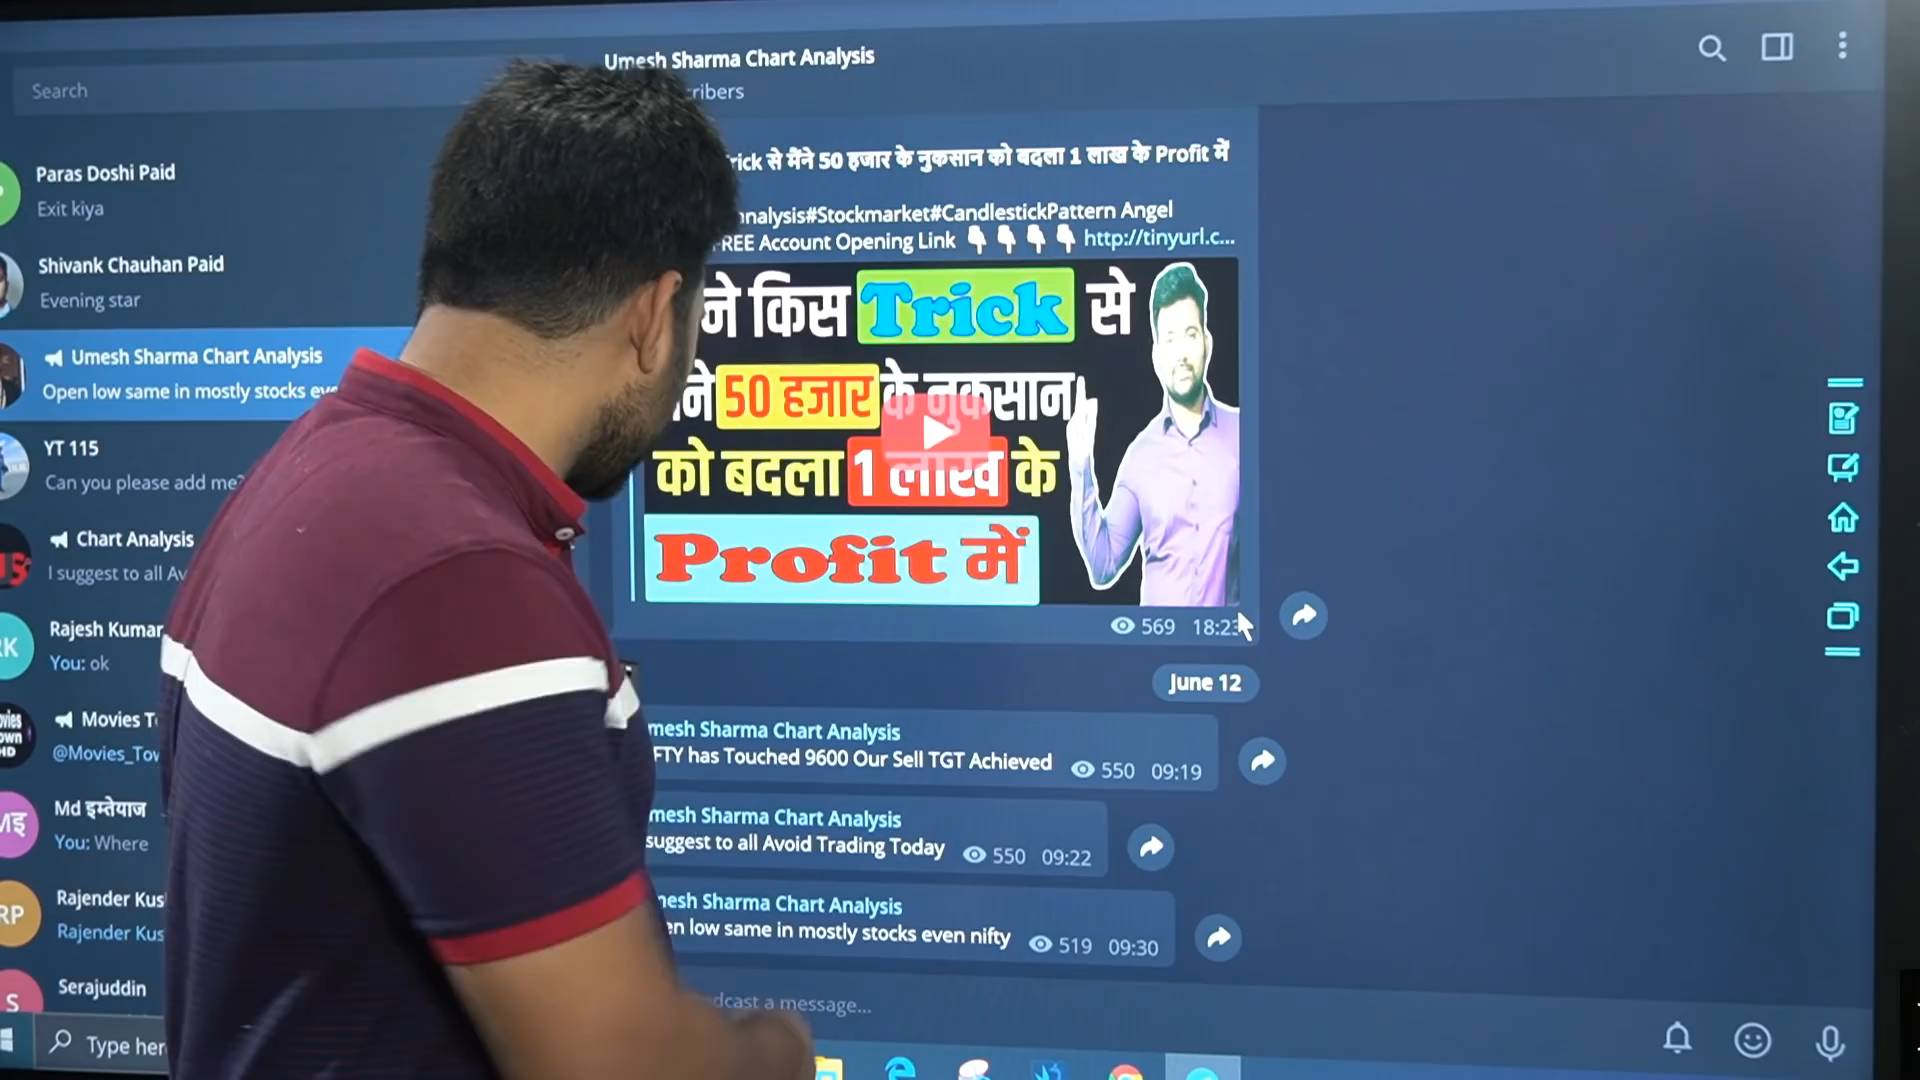 Search
Paras Doshi Paid
Exit kiya
Shivank Chauhan Paid
Evening star
Umesh Sharma Chart Analysis
Open low same in mostly stocks eve
YT 115
Can you please add me?
Chart Analysis
I suggest to all Av
Rajesh Kumar
You: ok
Movies T
@Movies_Tow
Md इम्तेयाज
You: Where
Rajender Kus
Rajender Kus
Serajuddin
Type her
Umesh Sharma Chart Analysis
ribers
rick से मैंने 50 हजार के नुकसान को बदला 1 लाख के Profit में
nalysis#Stockmarket#CandlestickPattern Angel
REE Account Opening Link http://tinyurl.c...
ने किस Trick से
ने 50 हजार के नुकसान
को बदला 1 लाख के
Profit में
569 18:23
June 12
mesh Sharma Chart Analysis
FTY has Touched 9600 Our Sell TGT Achieved 550 09:19
mesh Sharma Chart Analysis
suggest to all Avoid Trading Today 550 09:22
mesh Sharma Chart Analysis
en low same in mostly stocks even nifty 519 09:30
dcast a message...